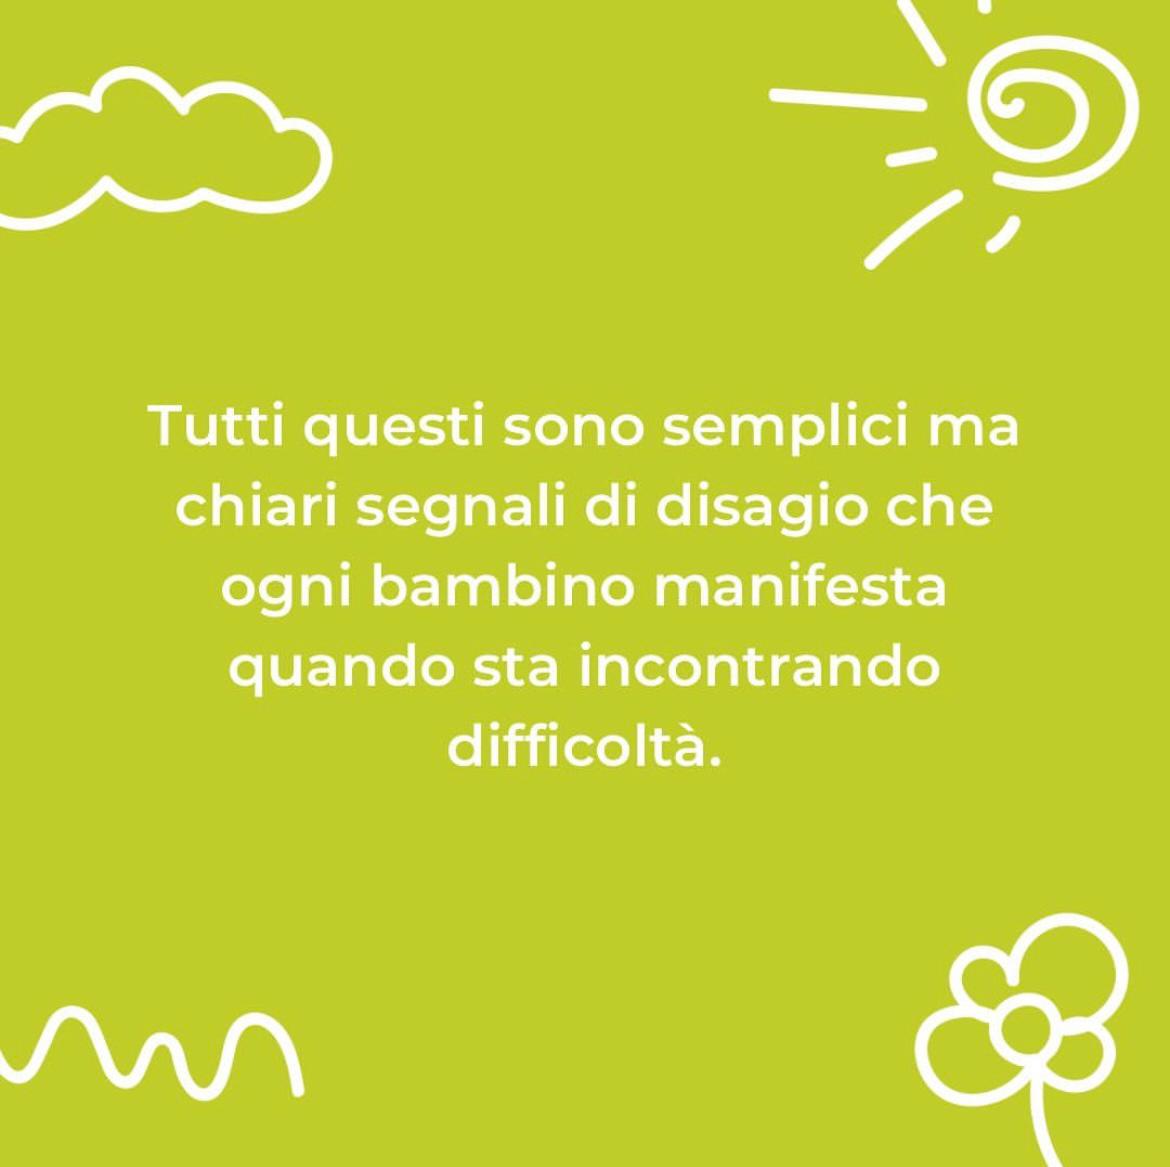 Tutti questi sono semplici ma
chiari segnali di disagio che
ogni bambino manifesta
quando sta incontrando
difficoltà.